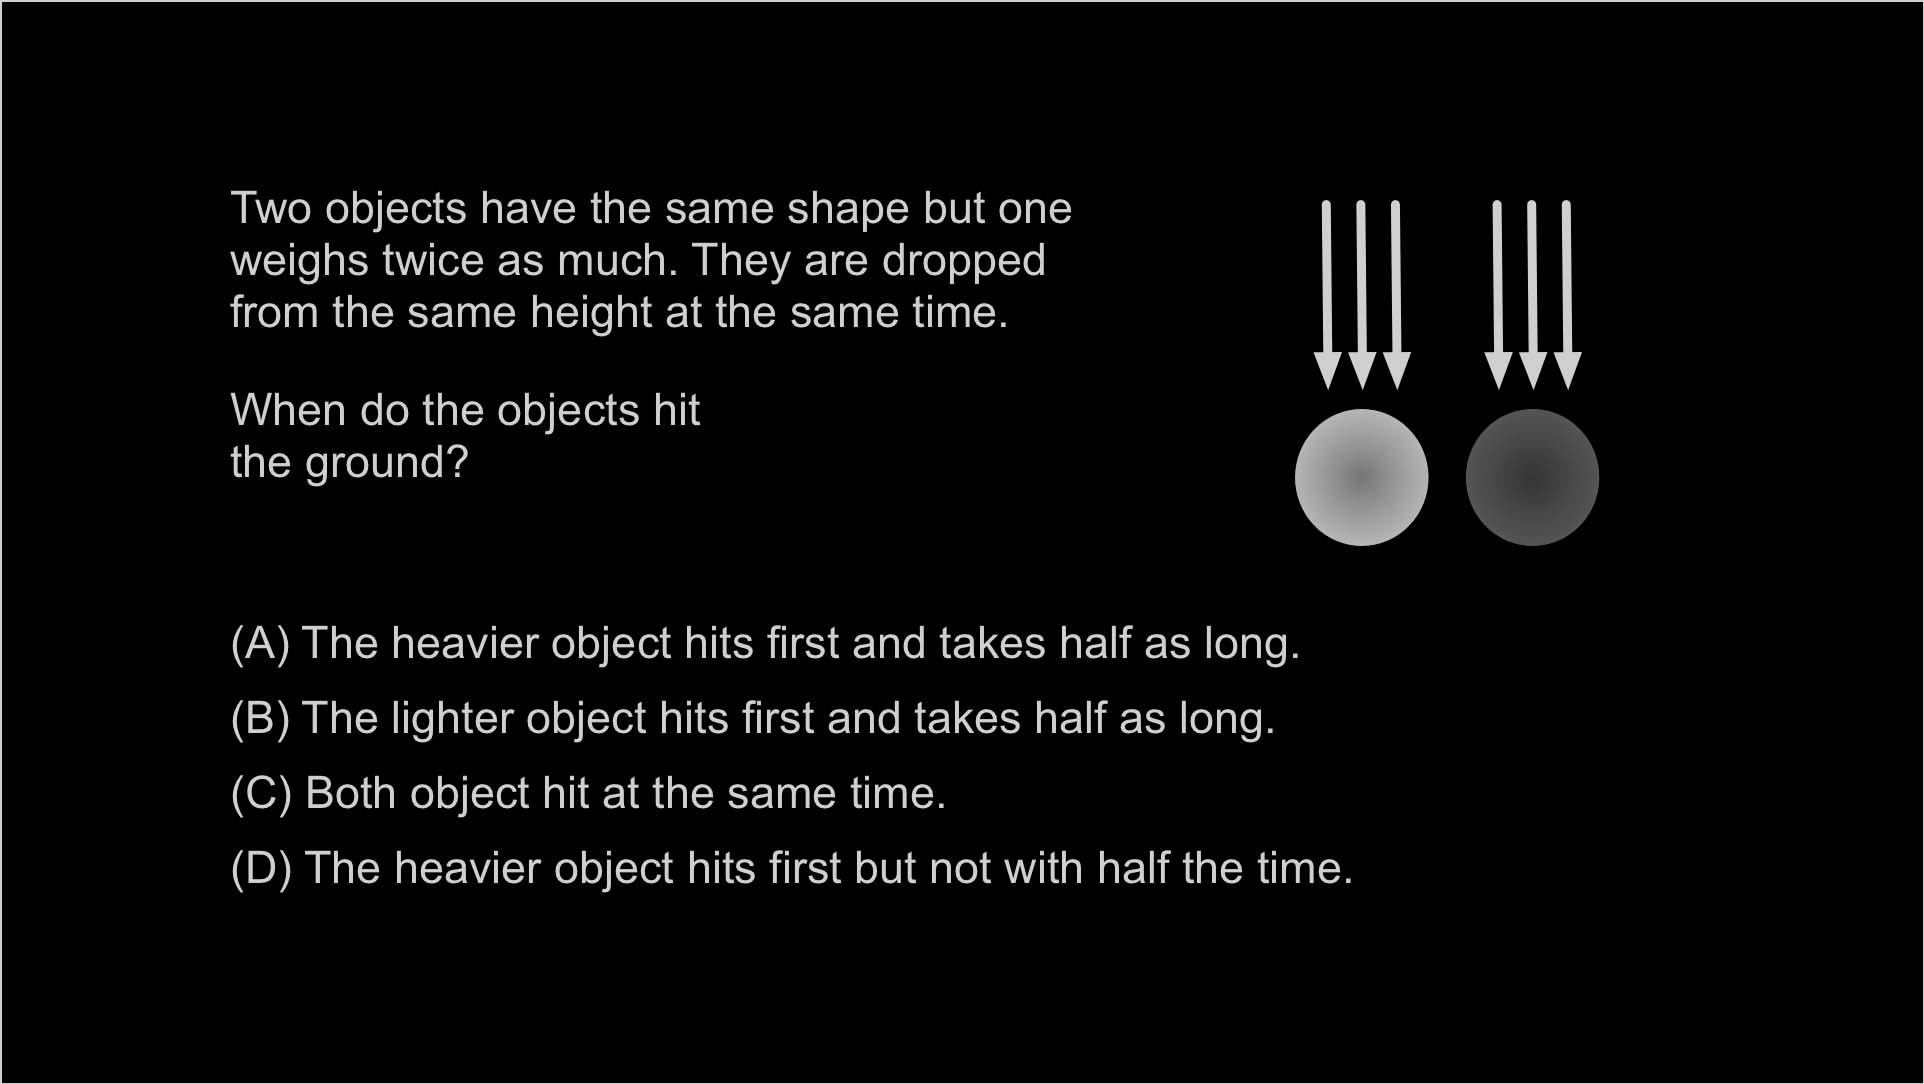 Two objects have the same shape but one
weighs twice as much. They are dropped
from the same height at the same time.
When do the objects hit
the ground?
(A) The heavier object hits first and takes half as long.
(B) The lighter object hits first and takes half as long.
(C) Both object hit at the same time.
(D) The heavier object hits first but not with half the time.